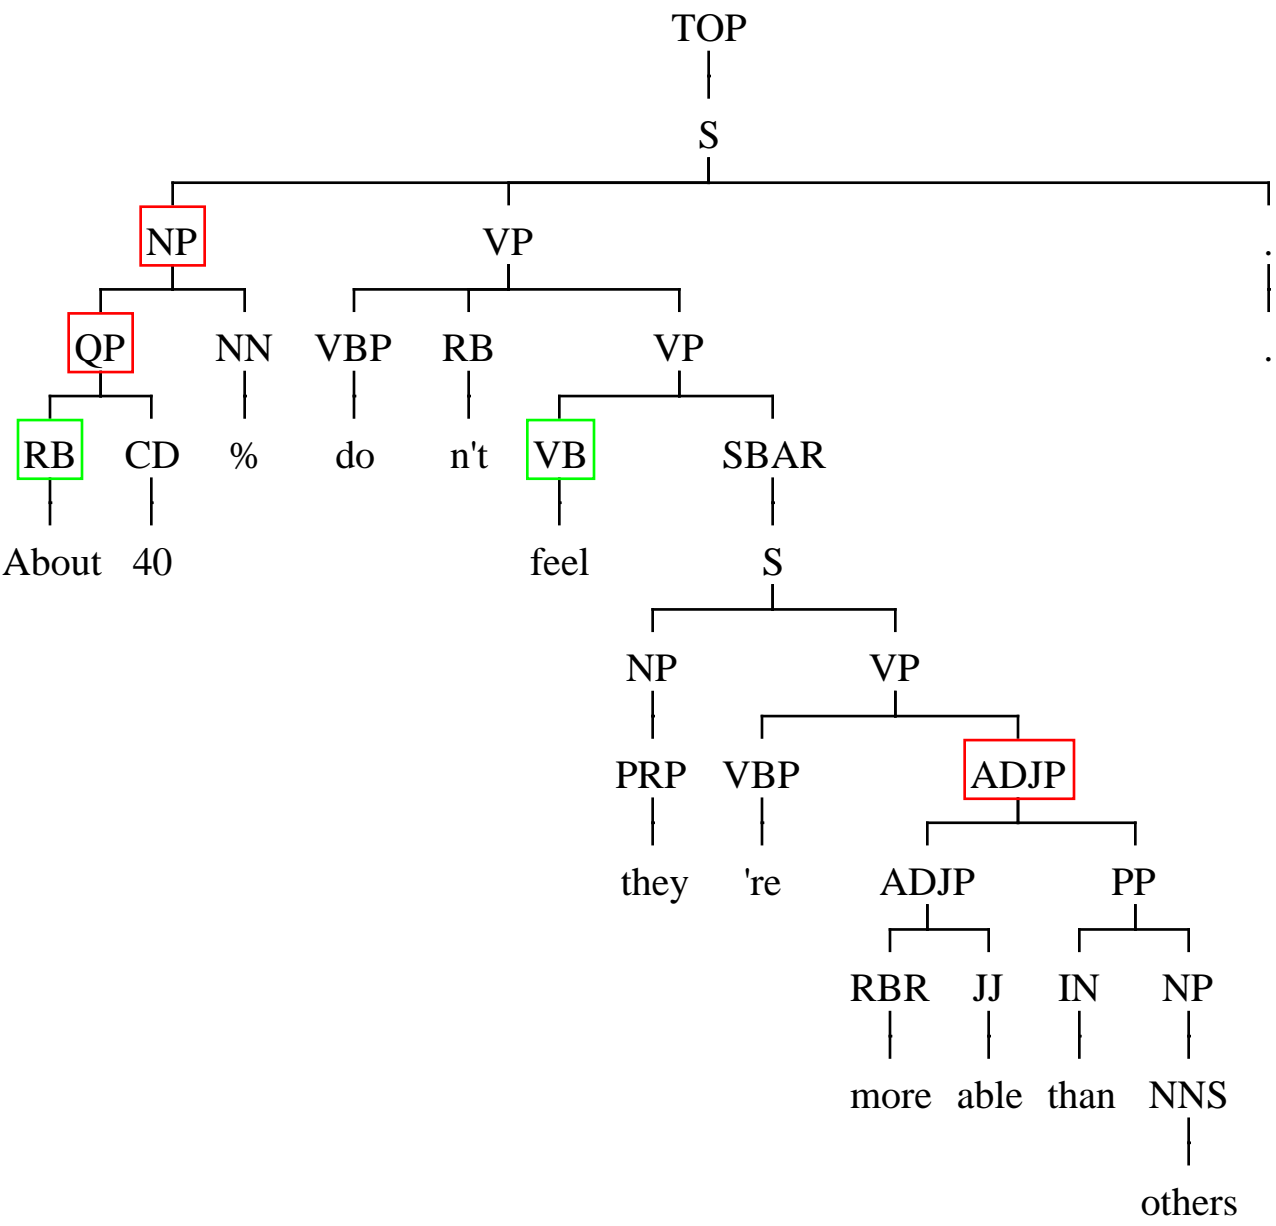 TOP
S
NP VP .
QP NN VBP RB VP .
RB CD % do n't VB SBAR
About 40 feel S
NP VP
PRP VBP ADJP
they 're ADJP PP
RBR JJ IN NP
more able than NNS
others